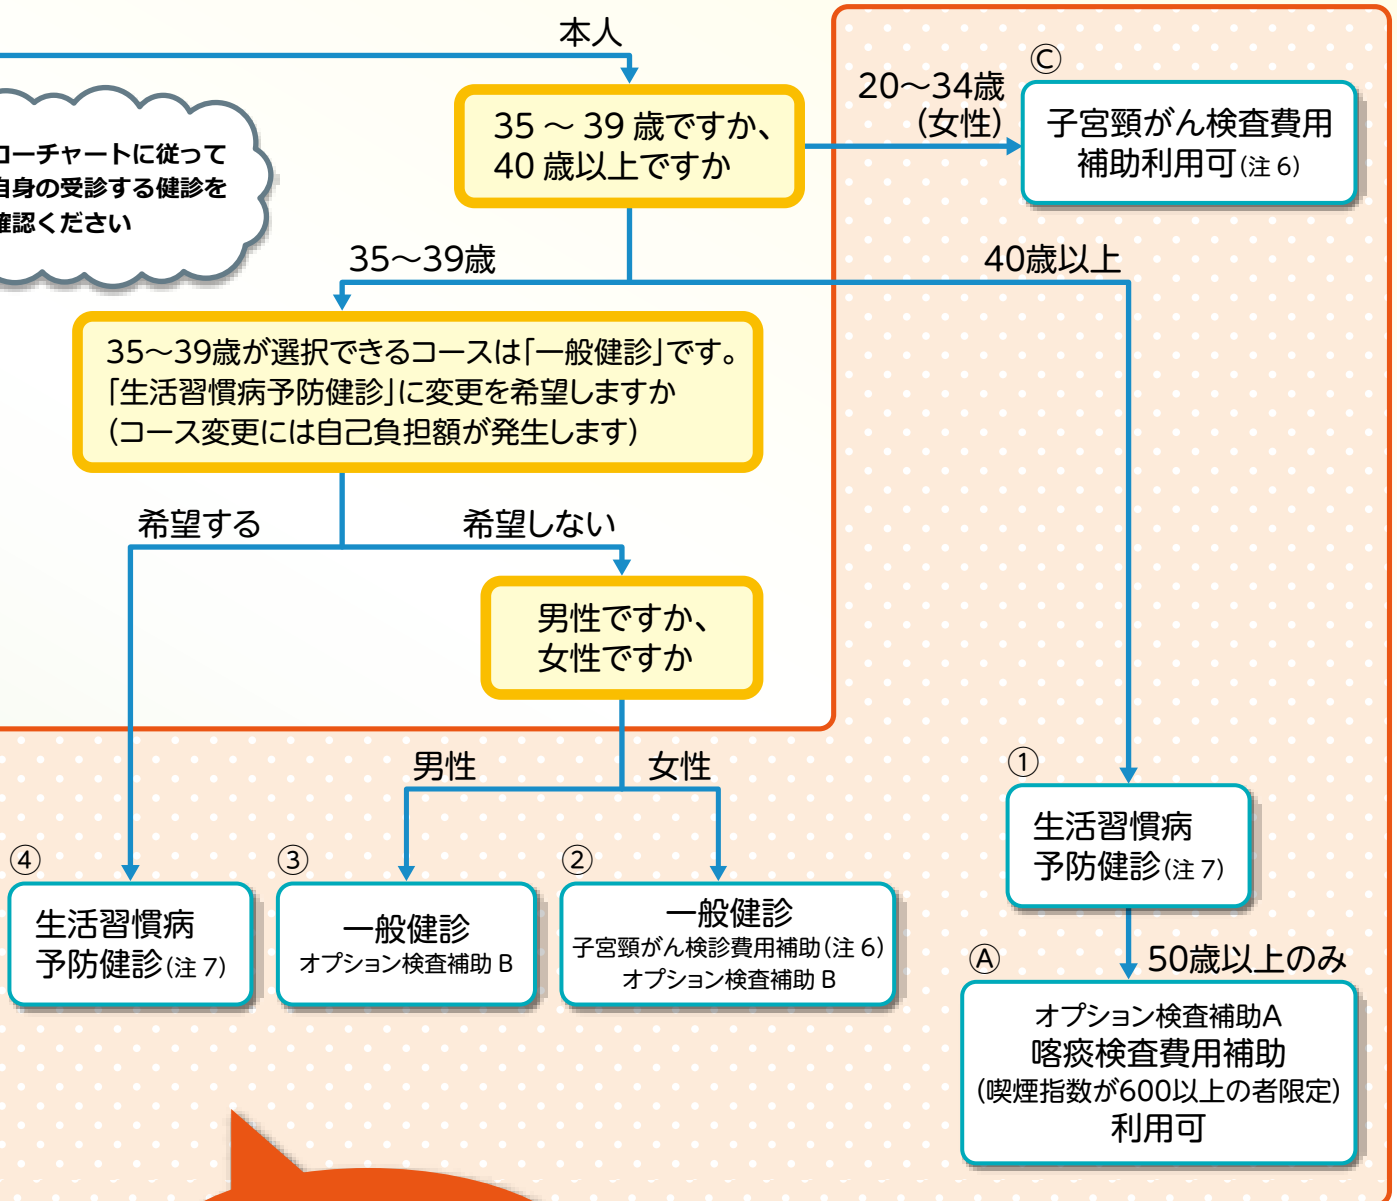 本人
20～34歳
(女性)
Ⓒ
子宮頸がん検査費用
補助利用可(注 6)
35 ～ 39 歳ですか、
40 歳以上ですか
ローチャートに従って
自身の受診する健診を
確認ください
35～39歳
40歳以上
35～39歳が選択できるコースは「一般健診」です。
「生活習慣病予防健診」に変更を希望しますか
(コース変更には自己負担額が発生します)
希望する
希望しない
男性ですか、
女性ですか
男性
女性
①
生活習慣病
予防健診(注 7)
④
生活習慣病
予防健診(注 7)
③
一般健診
オプション検査補助 B
②
一般健診
子宮頸がん検診費用補助(注 6)
オプション検査補助 B
50歳以上のみ
Ⓐ
オプション検査補助A
喀痰検査費用補助
(喫煙指数が600以上の者限定)
利用可